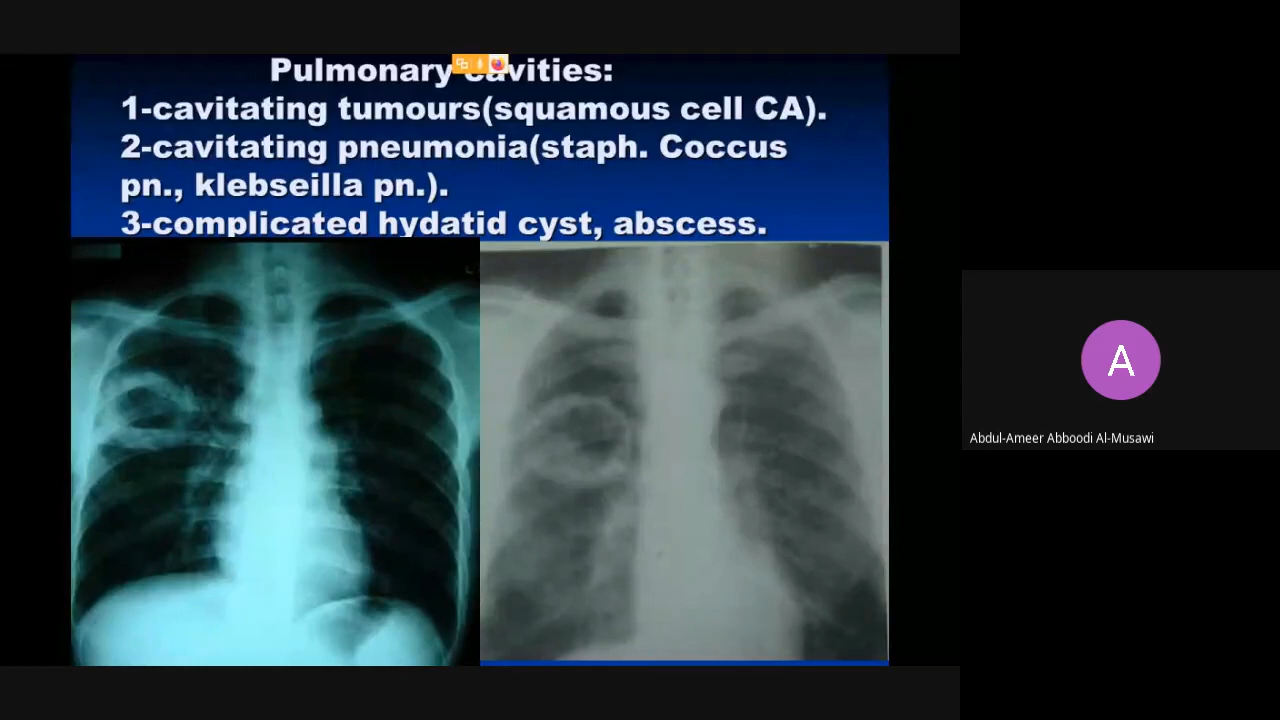 Pulmonary cavities:
1-cavitating tumours(squamous cell CA).
2-cavitating pneumonia(staph. Coccus
pn., klebseilla pn.).
3-complicated hydatid cyst, abscess.
A
Abdul-Ameer Abboodi Al-Musawi